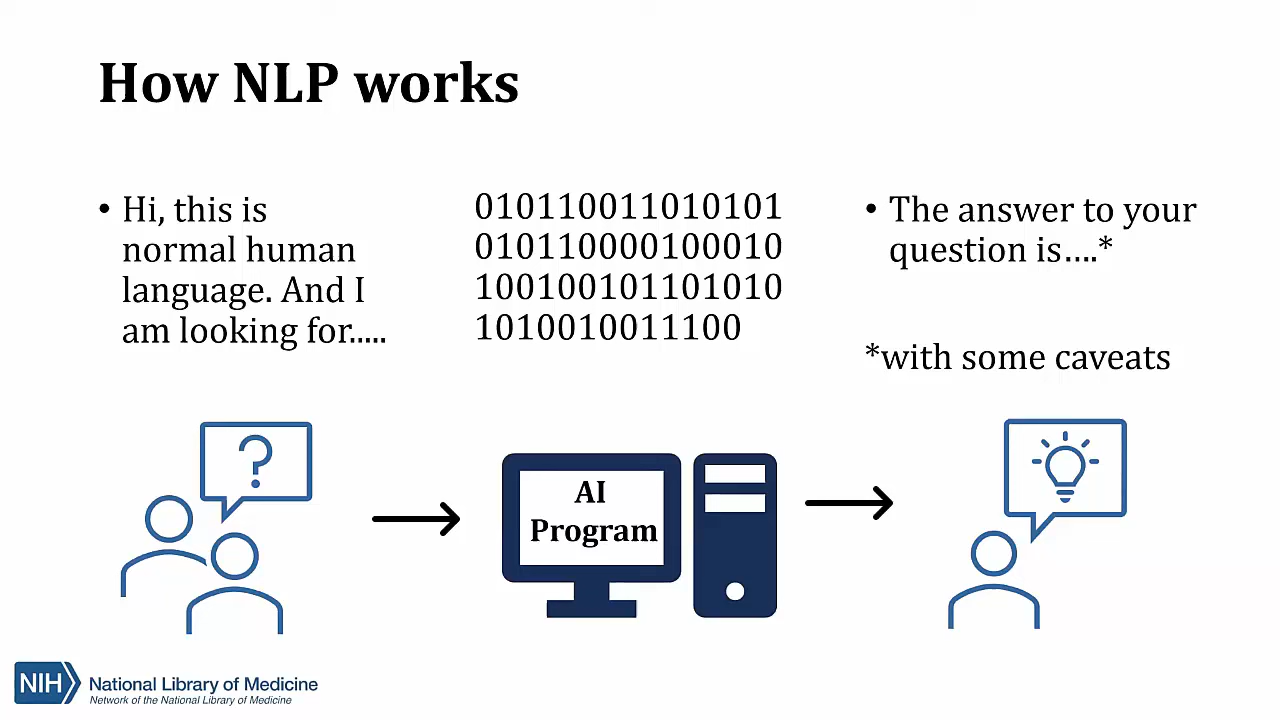 How NLP works
• Hi, this is
normal human
language. And I
am looking for.....
010110011010101
010110000100010
100100101101010
1010010011100
• The answer to your
question is....*
*with some caveats
?
AI
Program
NIH
National Library of Medicine
Network of the National Library of Medicine